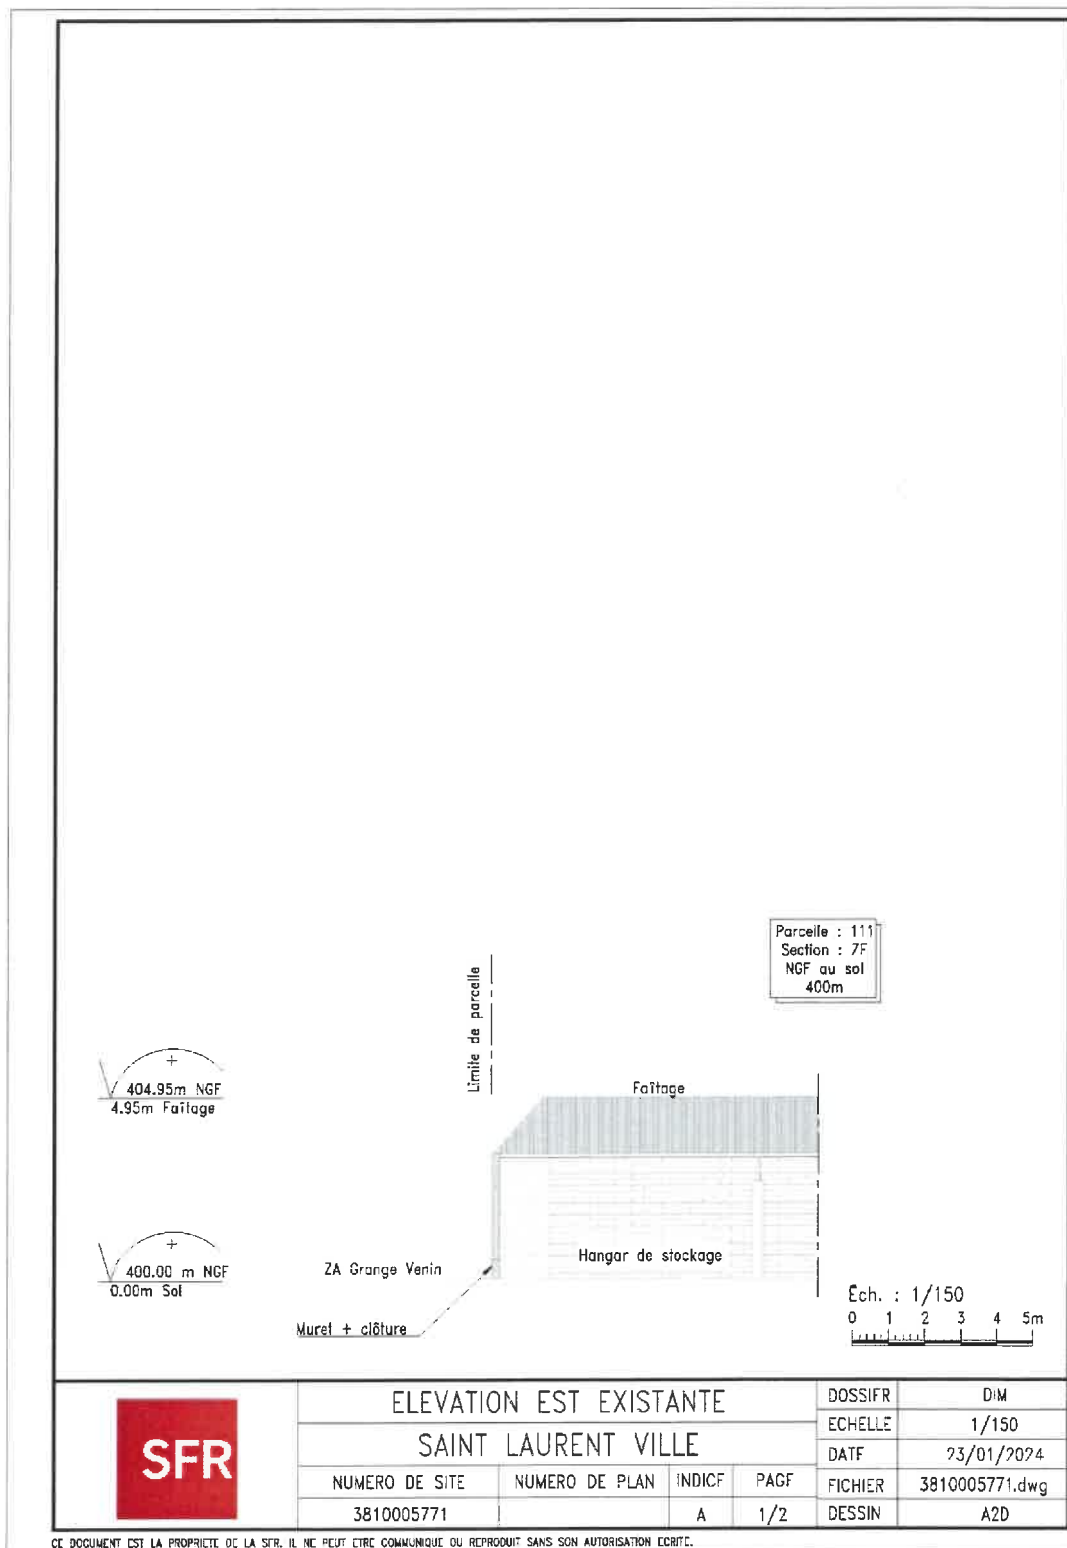 Parcelle : 111
Section : 7F
NGF au sol
400m
Limite de parcelle
Faîtage
404.95m NGF
4.95m Faîtage
400.00 m NGF
0.00m Sol
ZA Grange Venin
Hangar de stockage
Muret + clôture
Éch. : 1/150
0 1 2 3 4 5m
SFR
ELEVATION EST EXISTANTE
SAINT LAURENT VILLE
NUMERO DE SITE NUMERO DE PLAN INDICE PAGE
3810005771 A 1/2
DOSSIER DIM
ECHELLE 1/150
DATE 23/01/2024
FICHIER 3810005771.dwg
DESSIN A2D
CE DOCUMENT EST LA PROPRIETE DE LA SFR. IL NE PEUT ETRE COMMUNIQUE OU REPRODUIT SANS SON AUTORISATION ECRITE.